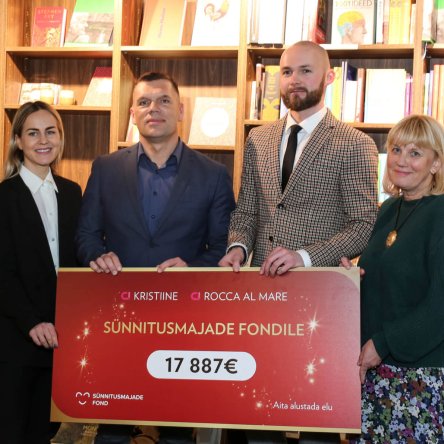 KRISTIINE ROCCA AL MARE
SÜNNITUSMAJADE FONDILE
17 887€
SÜNNITUSMAJADE
FOND
Aita alustada elu